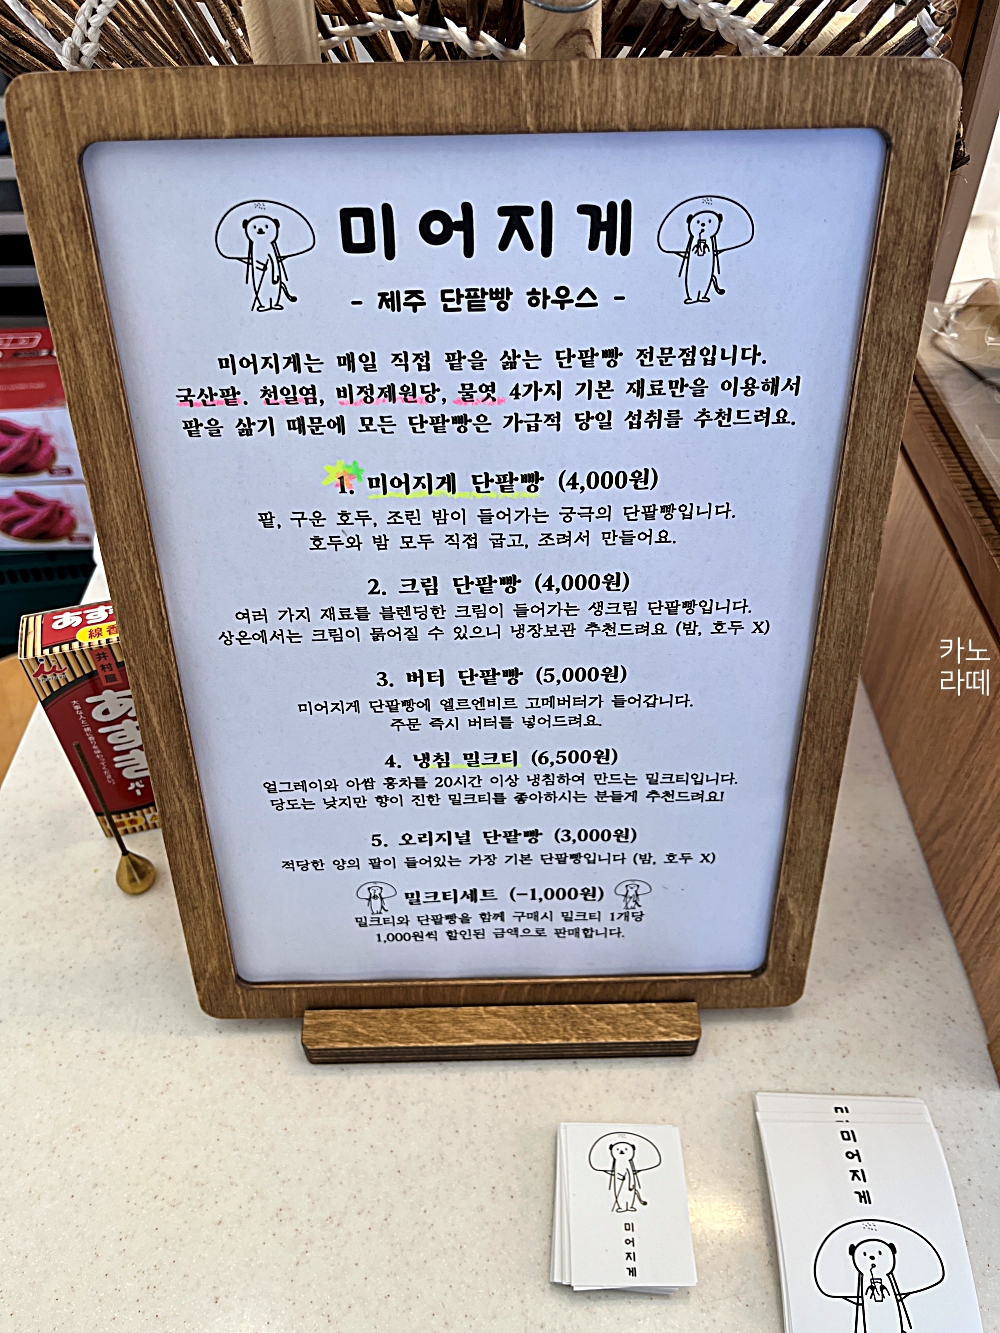 미어지게
- 제주 단팥빵 하우스 -
미어지게는 매일 직접 팥을 삶는 단팥빵 전문점입니다.
국산팥. 천일염, 비정제원당, 물엿 4가지 기본 재료만을 이용해서
팥을 삶기 때문에 모든 단팥빵은 가급적 당일 섭취를 추천드려요.
1. 미어지게 단팥빵 (4,000원)
팥, 구운 호두, 조린 밤이 들어가는 궁극의 단팥빵입니다.
호두와 밤 모두 직접 굽고, 조려서 만들어요.
2. 크림 단팥빵 (4,000원)
여러 가지 재료를 블렌딩한 크림이 들어가는 생크림 단팥빵입니다.
상온에서는 크림이 묽어질 수 있으니 냉장보관 추천드려요 (밤, 호두 X)
3. 버터 단팥빵 (5,000원)
미어지게 단팥빵에 엘르엔비르 고메버터가 들어갑니다.
주문 즉시 버터를 넣어드려요.
4. 냉침 밀크티 (6,500원)
얼그레이와 아쌈 홍차를 20시간 이상 냉침하여 만드는 밀크티입니다.
당도는 낮지만 향이 진한 밀크티를 좋아하시는 분들게 추천드려요!
5. 오리지널 단팥빵 (3,000원)
적당한 양의 팥이 들어있는 가장 기본 단팥빵입니다 (밤, 호두 X)
밀크티세트 (-1,000원)
밀크티와 단팥빵을 함께 구매시 밀크티 1개당
1,000원씩 할인된 금액으로 판매합니다.
카노
라떼
あず
線香
井村屋
あずきバー
미어지게
미어지게